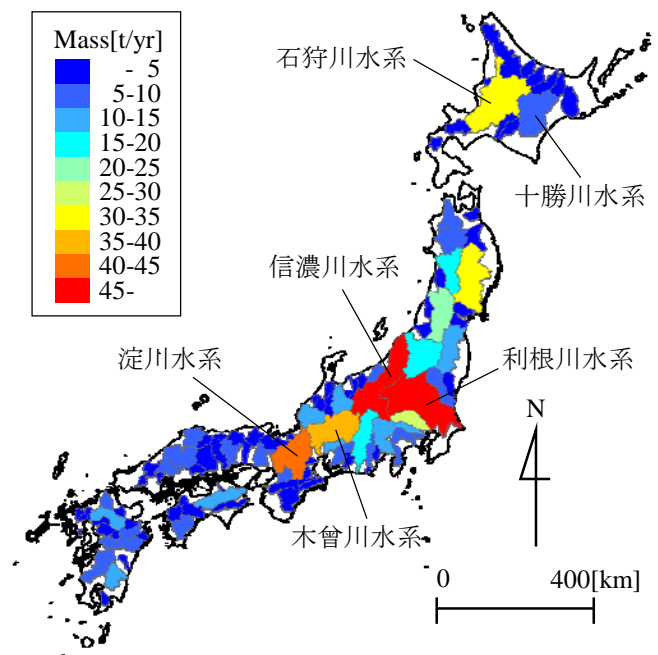 Mass[t/yr]
- 5
5-10
10-15
15-20
20-25
25-30
30-35
35-40
40-45
45-
石狩川水系
十勝川水系
信濃川水系
淀川水系
利根川水系
木曾川水系
N
0 400[km]